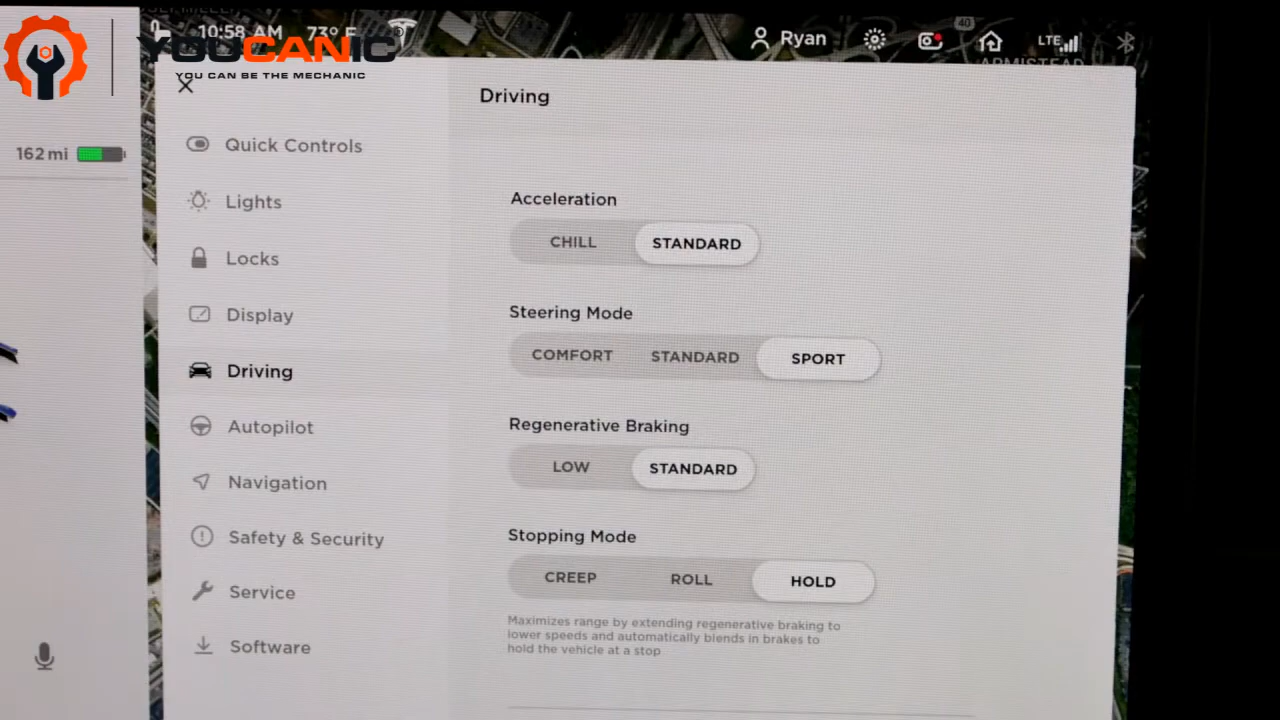 10:58 AM 73° F
Ryan
40
LTE
YOUCANIC
YOU CAN BE THE MECHANIC
ARMISTEAD
162 mi
Driving
Quick Controls
Lights
Locks
Display
Driving
Autopilot
Navigation
Safety & Security
Service
Software
Acceleration
CHILL STANDARD
Steering Mode
COMFORT STANDARD SPORT
Regenerative Braking
LOW STANDARD
Stopping Mode
CREEP ROLL HOLD
Maximizes range by extending regenerative braking to
lower speeds and automatically blends in brakes to
hold the vehicle at a stop